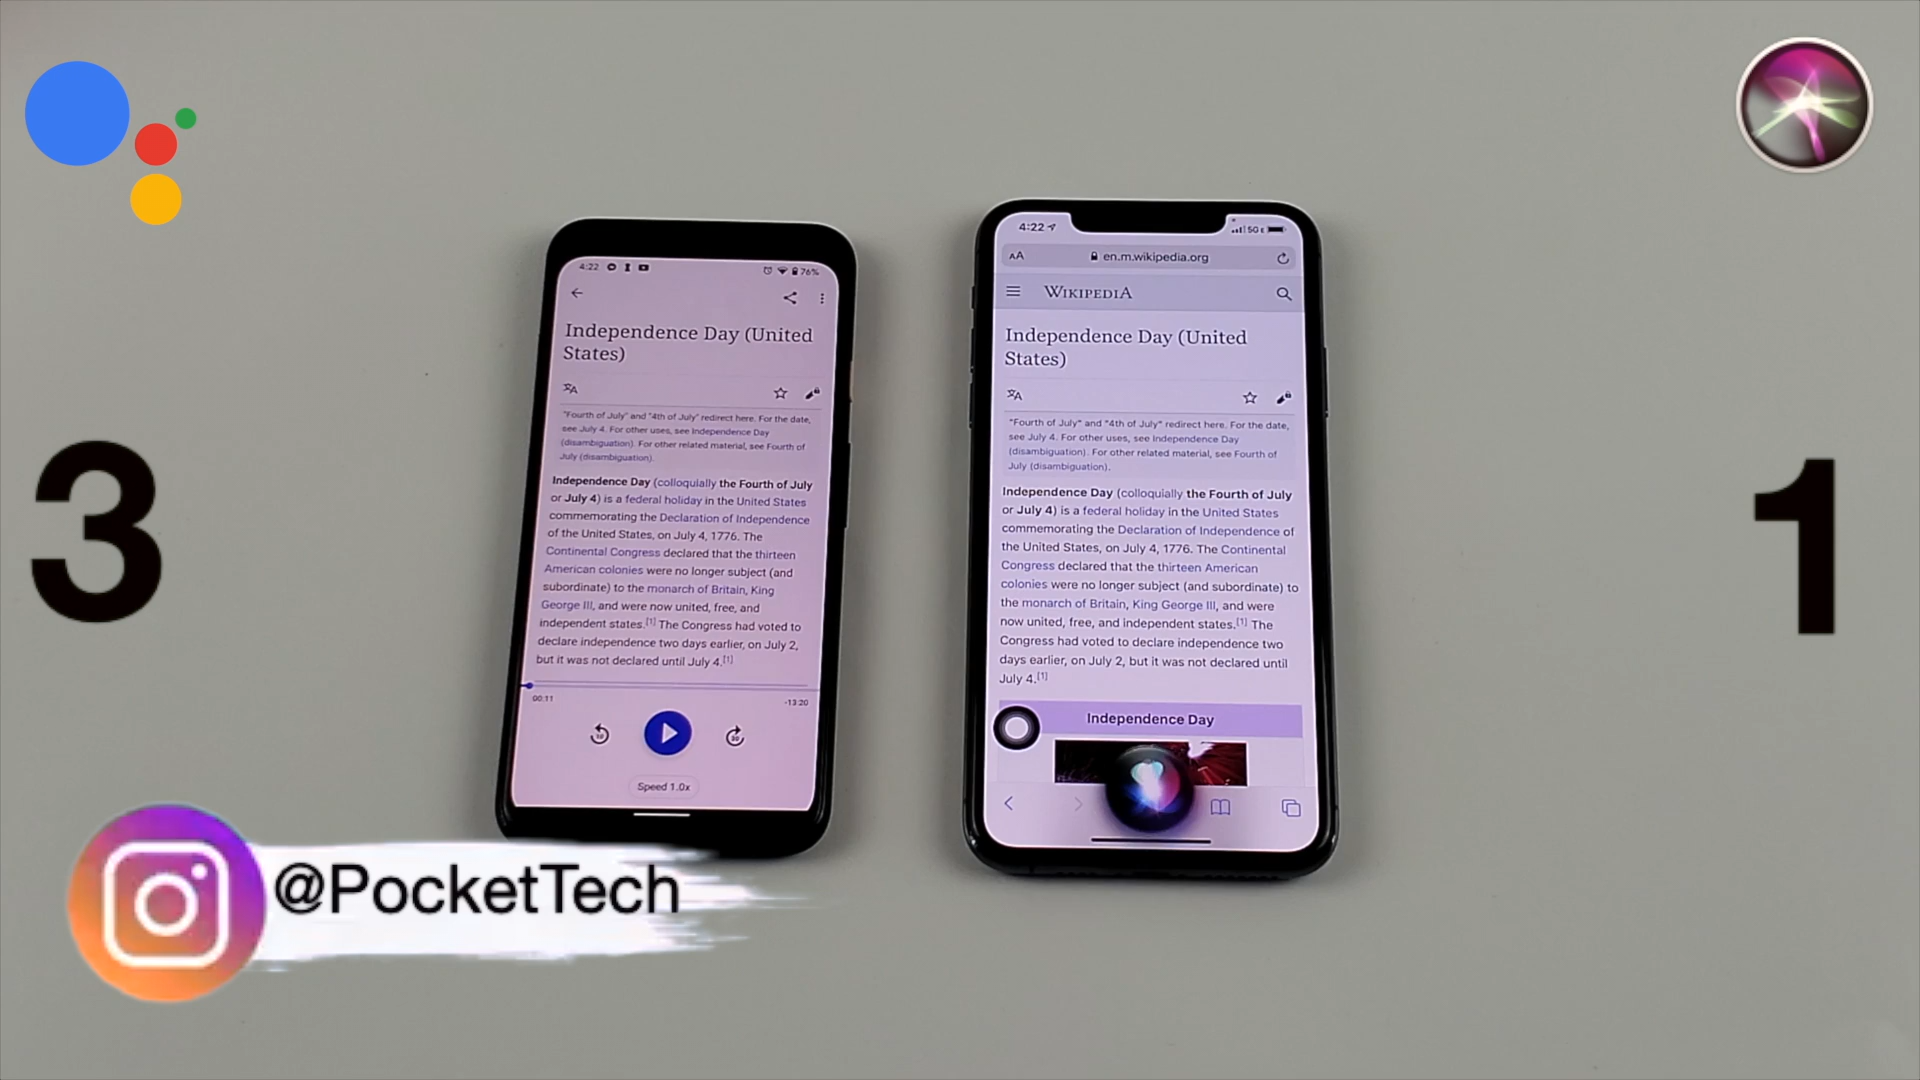 3
4:22
76%
Independence Day (United
States)
"Fourth of July" and "4th of July" redirect here. For the date,
see July 4. For other uses, see Independence Day
(disambiguation). For other related material, see Fourth of
July (disambiguation).
Independence Day (colloquially the Fourth of July
or July 4) is a federal holiday in the United States
commemorating the Declaration of Independence
of the United States, on July 4, 1776. The
Continental Congress declared that the thirteen
American colonies were no longer subject (and
subordinate) to the monarch of Britain, King
George III, and were now united, free, and
independent states.[1] The Congress had voted to
declare independence two days earlier, on July 2,
but it was not declared until July 4.[1]
00:11
-13:20
Speed 1.0x
4:22
5G E
AA
en.m.wikipedia.org
WIKIPEDIA
Independence Day (United
States)
"Fourth of July" and "4th of July" redirect here. For the date,
see July 4. For other uses, see Independence Day
(disambiguation). For other related material, see Fourth of
July (disambiguation).
Independence Day (colloquially the Fourth of July
or July 4) is a federal holiday in the United States
commemorating the Declaration of Independence of
the United States, on July 4, 1776. The Continental
Congress declared that the thirteen American
colonies were no longer subject (and subordinate) to
the monarch of Britain, King George III, and were
now united, free, and independent states.[1] The
Congress had voted to declare independence two
days earlier, on July 2, but it was not declared until
July 4.[1]
Independence Day
1
@PocketTech